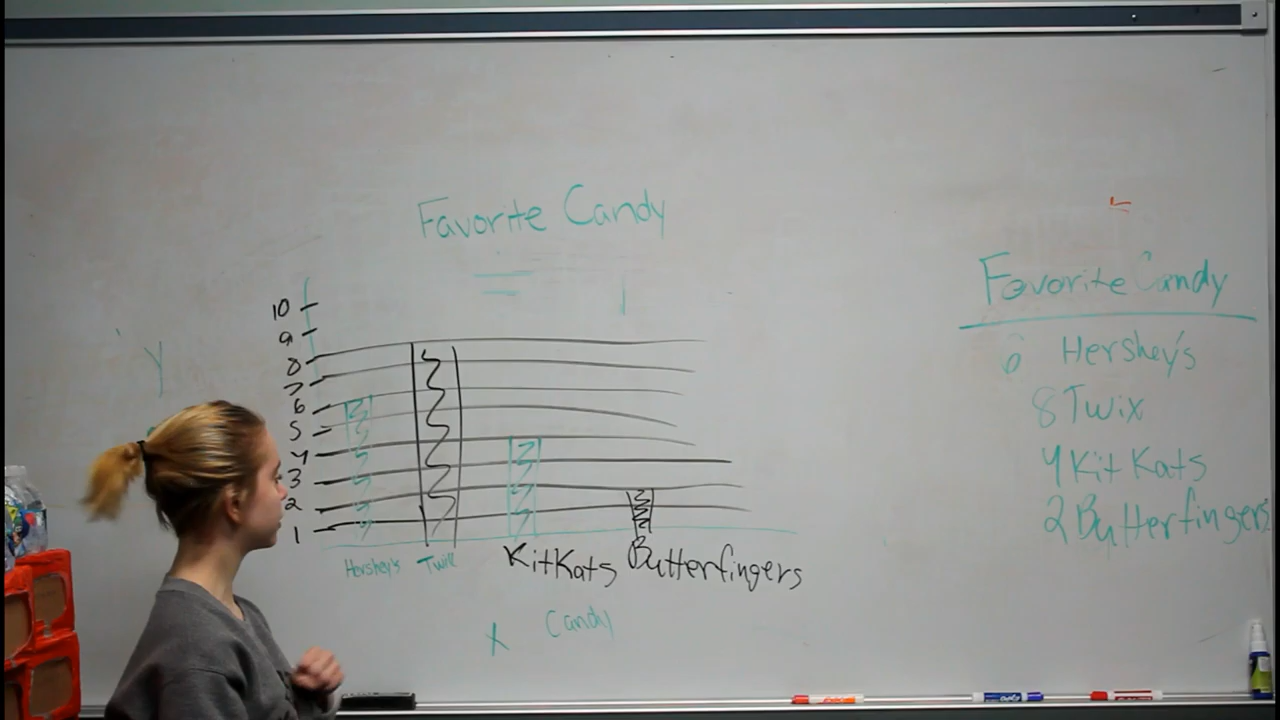 Favorite Candy
10
9
8
7
6
5
4
3
2
1
y
Hershey's Twix KitKats Butterfingers
x Candy
Favorite Candy
6 Hershey's
8 Twix
4 Kit Kats
2 Butterfingers